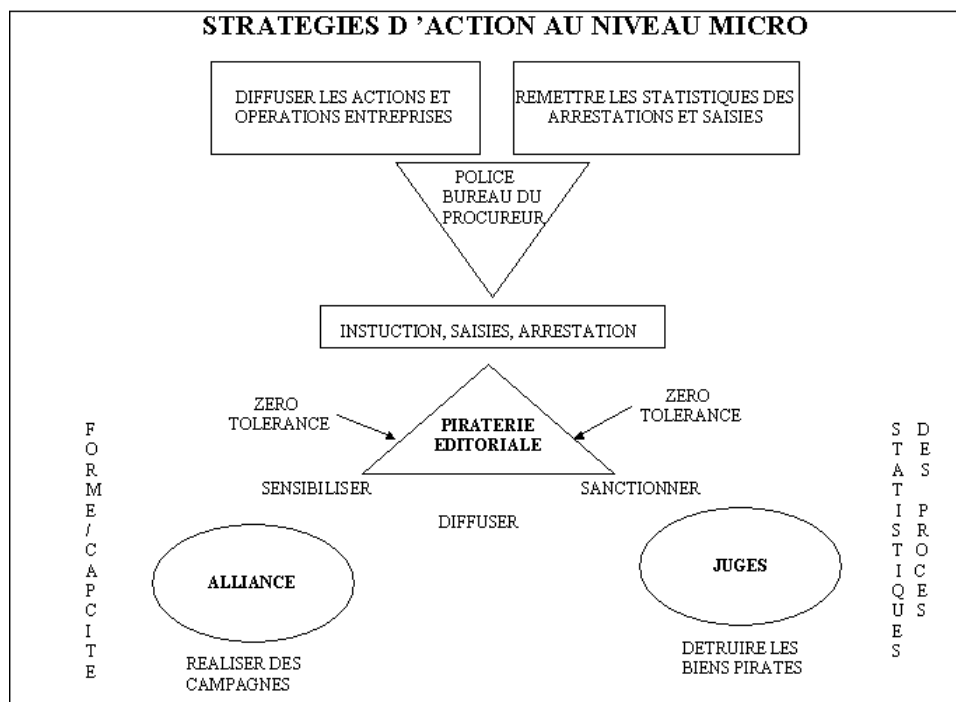 STRATEGIES D ’ACTION AU NIVEAU MICRO
DIFFUSER LES ACTIONS ET
OPERATIONS ENTREPRISES
REMETTRE LES STATISTIQUES DES
ARRESTATIONS ET SAISIES
POLICE
BUREAU DU
PROCUREUR
INSTUCTION, SAISIES, ARRESTATION
ZERO
TOLERANCE
ZERO
TOLERANCE
PIRATERIE
EDITORIALE
SENSIBILISER
SANCTIONNER
DIFFUSER
FORME/CAPCITE
STATISTIQUES
DES PROCES
ALLIANCE
JUGES
REALISER DES
CAMPAGNES
DETRUIRE LES
BIENS PIRATES